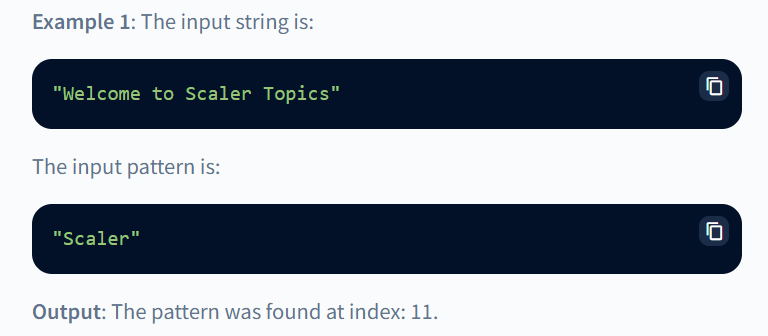 Example 1: The input string is:
"Welcome to Scaler Topics"
The input pattern is:
"Scaler"
Output: The pattern was found at index: 11.